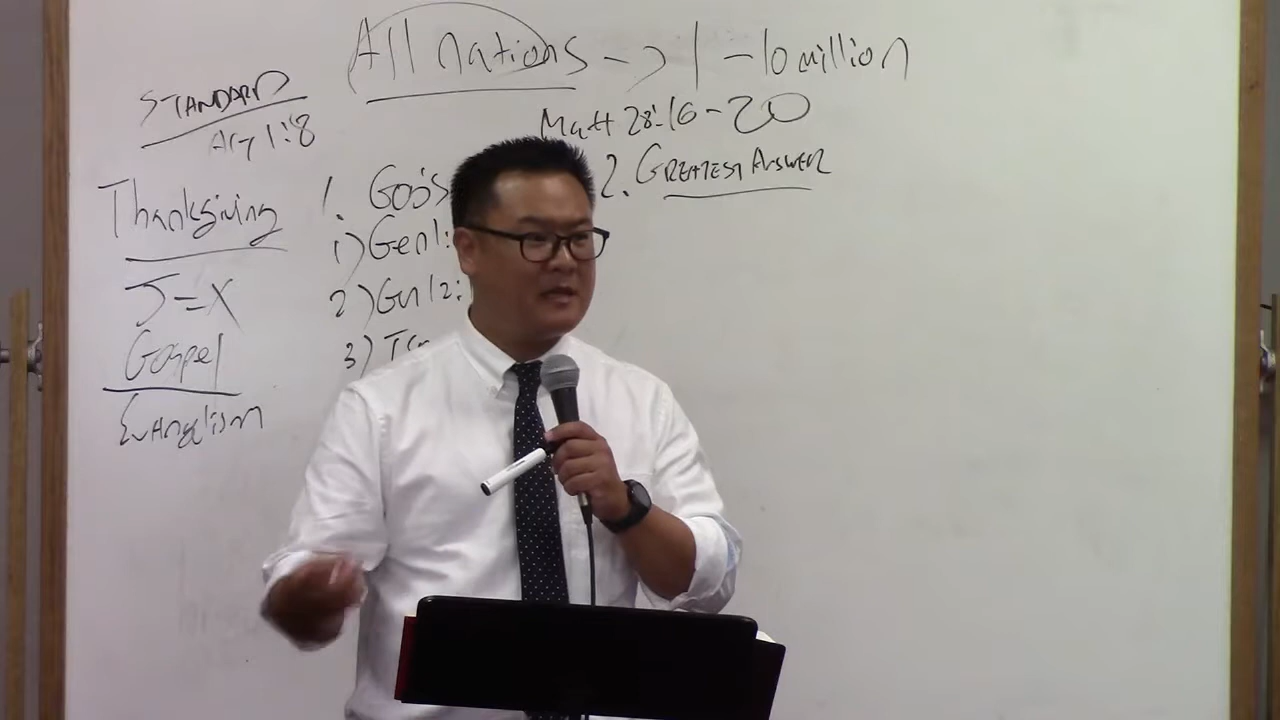 All nations -> 1 - 10 million
STANDARD
Act 1:8
Matt 28:16-20
Thanksgiving
1. God's
2. GREATEST ANSWER
1) Gen 1:
J = X
2) Gen 12:
Gospel
3)
Evangelism